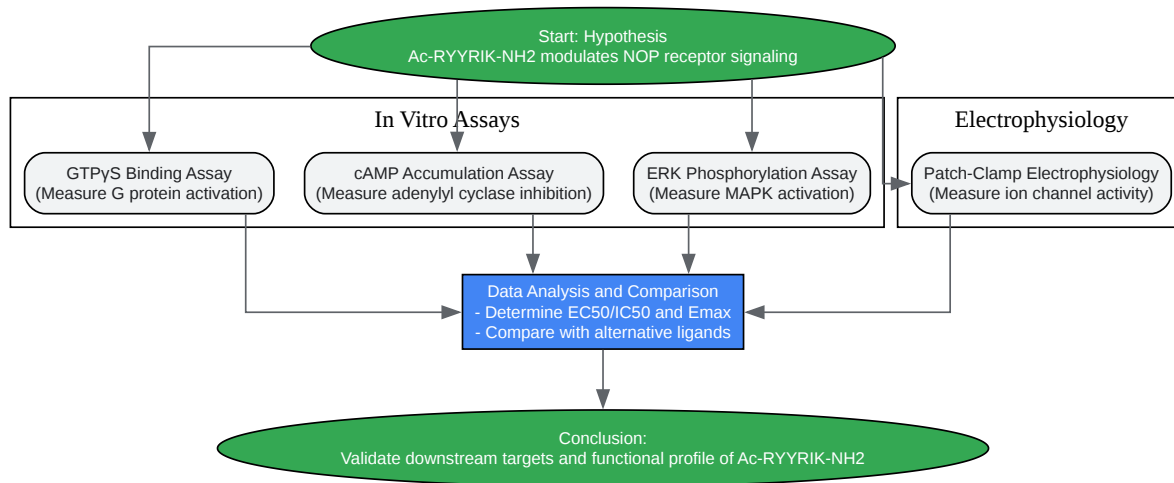 Start: Hypothesis
Ac-RYYRIK-NH2 modulates NOP receptor signaling
In Vitro Assays
Electrophysiology
GTPγS Binding Assay
(Measure G protein activation)
cAMP Accumulation Assay
(Measure adenylyl cyclase inhibition)
ERK Phosphorylation Assay
(Measure MAPK activation)
Patch-Clamp Electrophysiology
(Measure ion channel activity)
Data Analysis and Comparison
- Determine EC50/IC50 and Emax
- Compare with alternative ligands
Conclusion:
Validate downstream targets and functional profile of Ac-RYYRIK-NH2